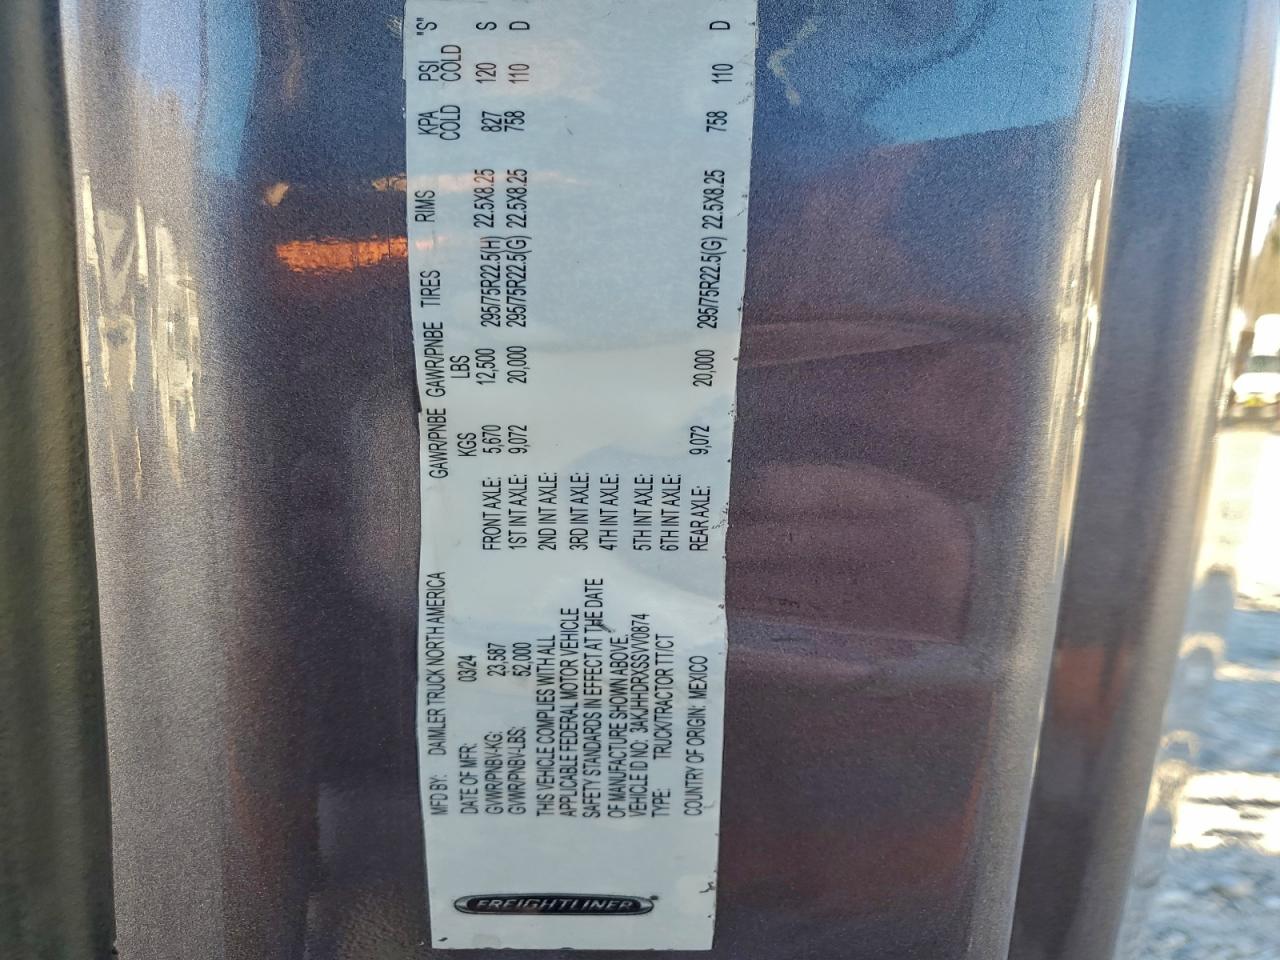 FREIGHTLINER
MFD BY: DAIMLER TRUCK NORTH AMERICA
DATE OF MFR: 03/24
GVWR/PNBV-KG: 23,587
GVWR/PNBV-LBS: 52,000
THIS VEHICLE COMPLIES WITH ALL
APPLICABLE FEDERAL MOTOR VEHICLE
SAFETY STANDARDS IN EFFECT AT THE DATE
OF MANUFACTURE SHOWN ABOVE.
VEHICLE ID NO: 3AKJHHDRXSSVV0874
TYPE: TRUCK/TRACTOR TT/CT
COUNTRY OF ORIGIN: MEXICO
GAWR/PNBE GAWR/PNBE TIRES RIMS KPA PSI "S"
KGS LBS COLD COLD
FRONT AXLE: 5,670 12,500 295/75R22.5(H) 22.5X8.25 827 120 S
1ST INT AXLE: 9,072 20,000 295/75R22.5(G) 22.5X8.25 758 110 D
2ND INT AXLE:
3RD INT AXLE:
4TH INT AXLE:
5TH INT AXLE:
6TH INT AXLE:
REAR AXLE: 9,072 20,000 295/75R22.5(G) 22.5X8.25 758 110 D